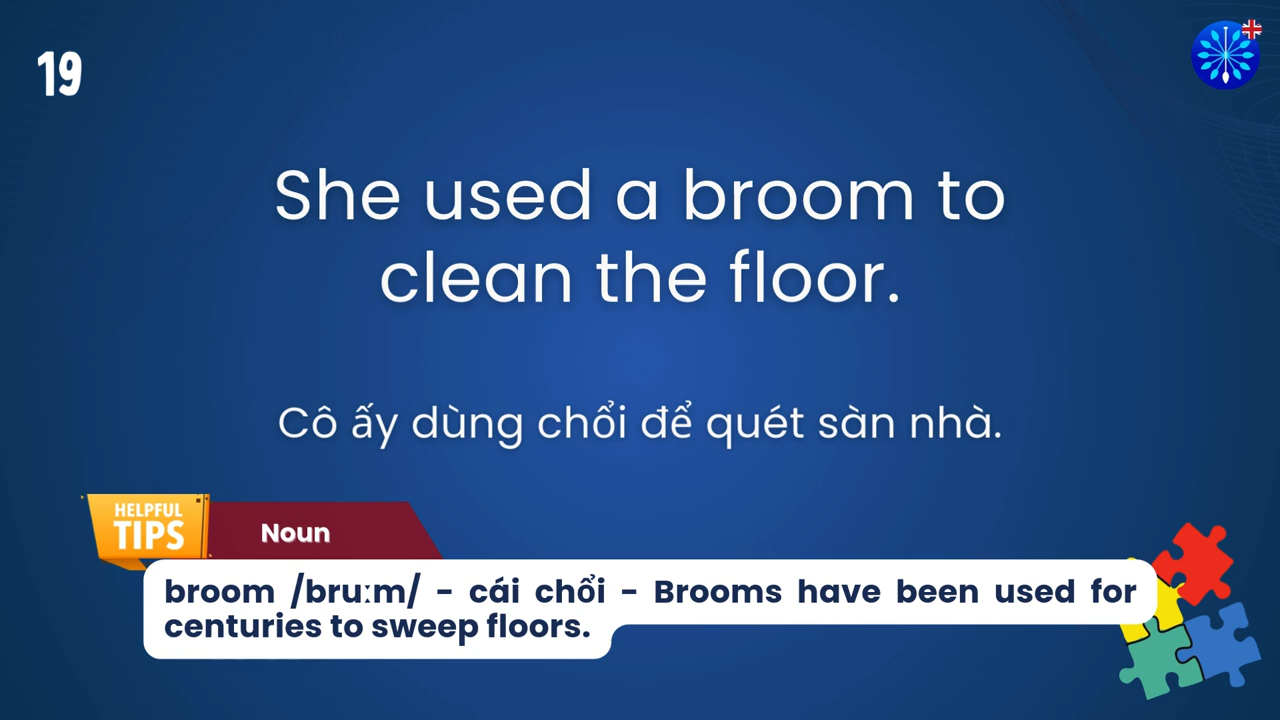 19
She used a broom to
clean the floor.
Cô ấy dùng chổi để quét sàn nhà.
HELPFUL
TIPS
Noun
broom /bruːm/ - cái chổi - Brooms have been used for
centuries to sweep floors.